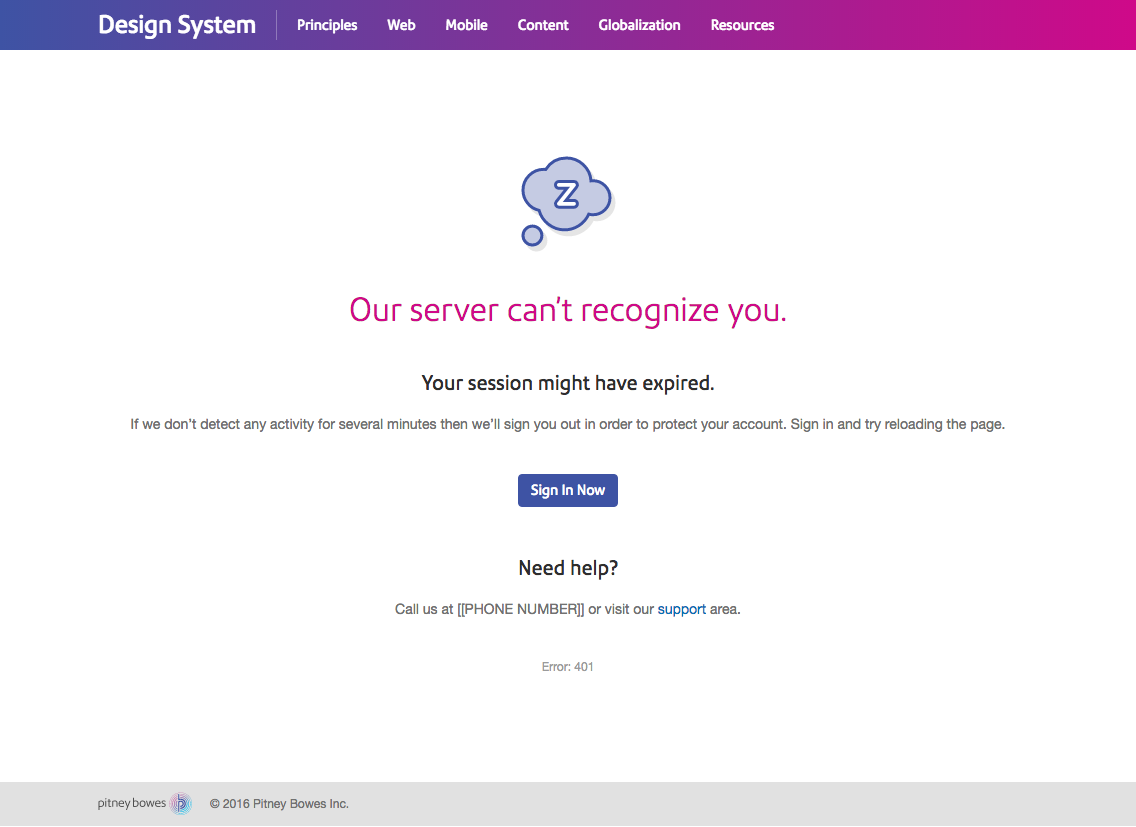 Design System
Principles
Web
Mobile
Content
Globalization
Resources
Z
Our server can't recognize you.
Your session might have expired.
If we don’t detect any activity for several minutes then we’ll sign you out in order to protect your account. Sign in and try reloading the page.
Sign In Now
Need help?
Call us at [[PHONE NUMBER]] or visit our support area.
Error: 401
pitney bowes
© 2016 Pitney Bowes Inc.